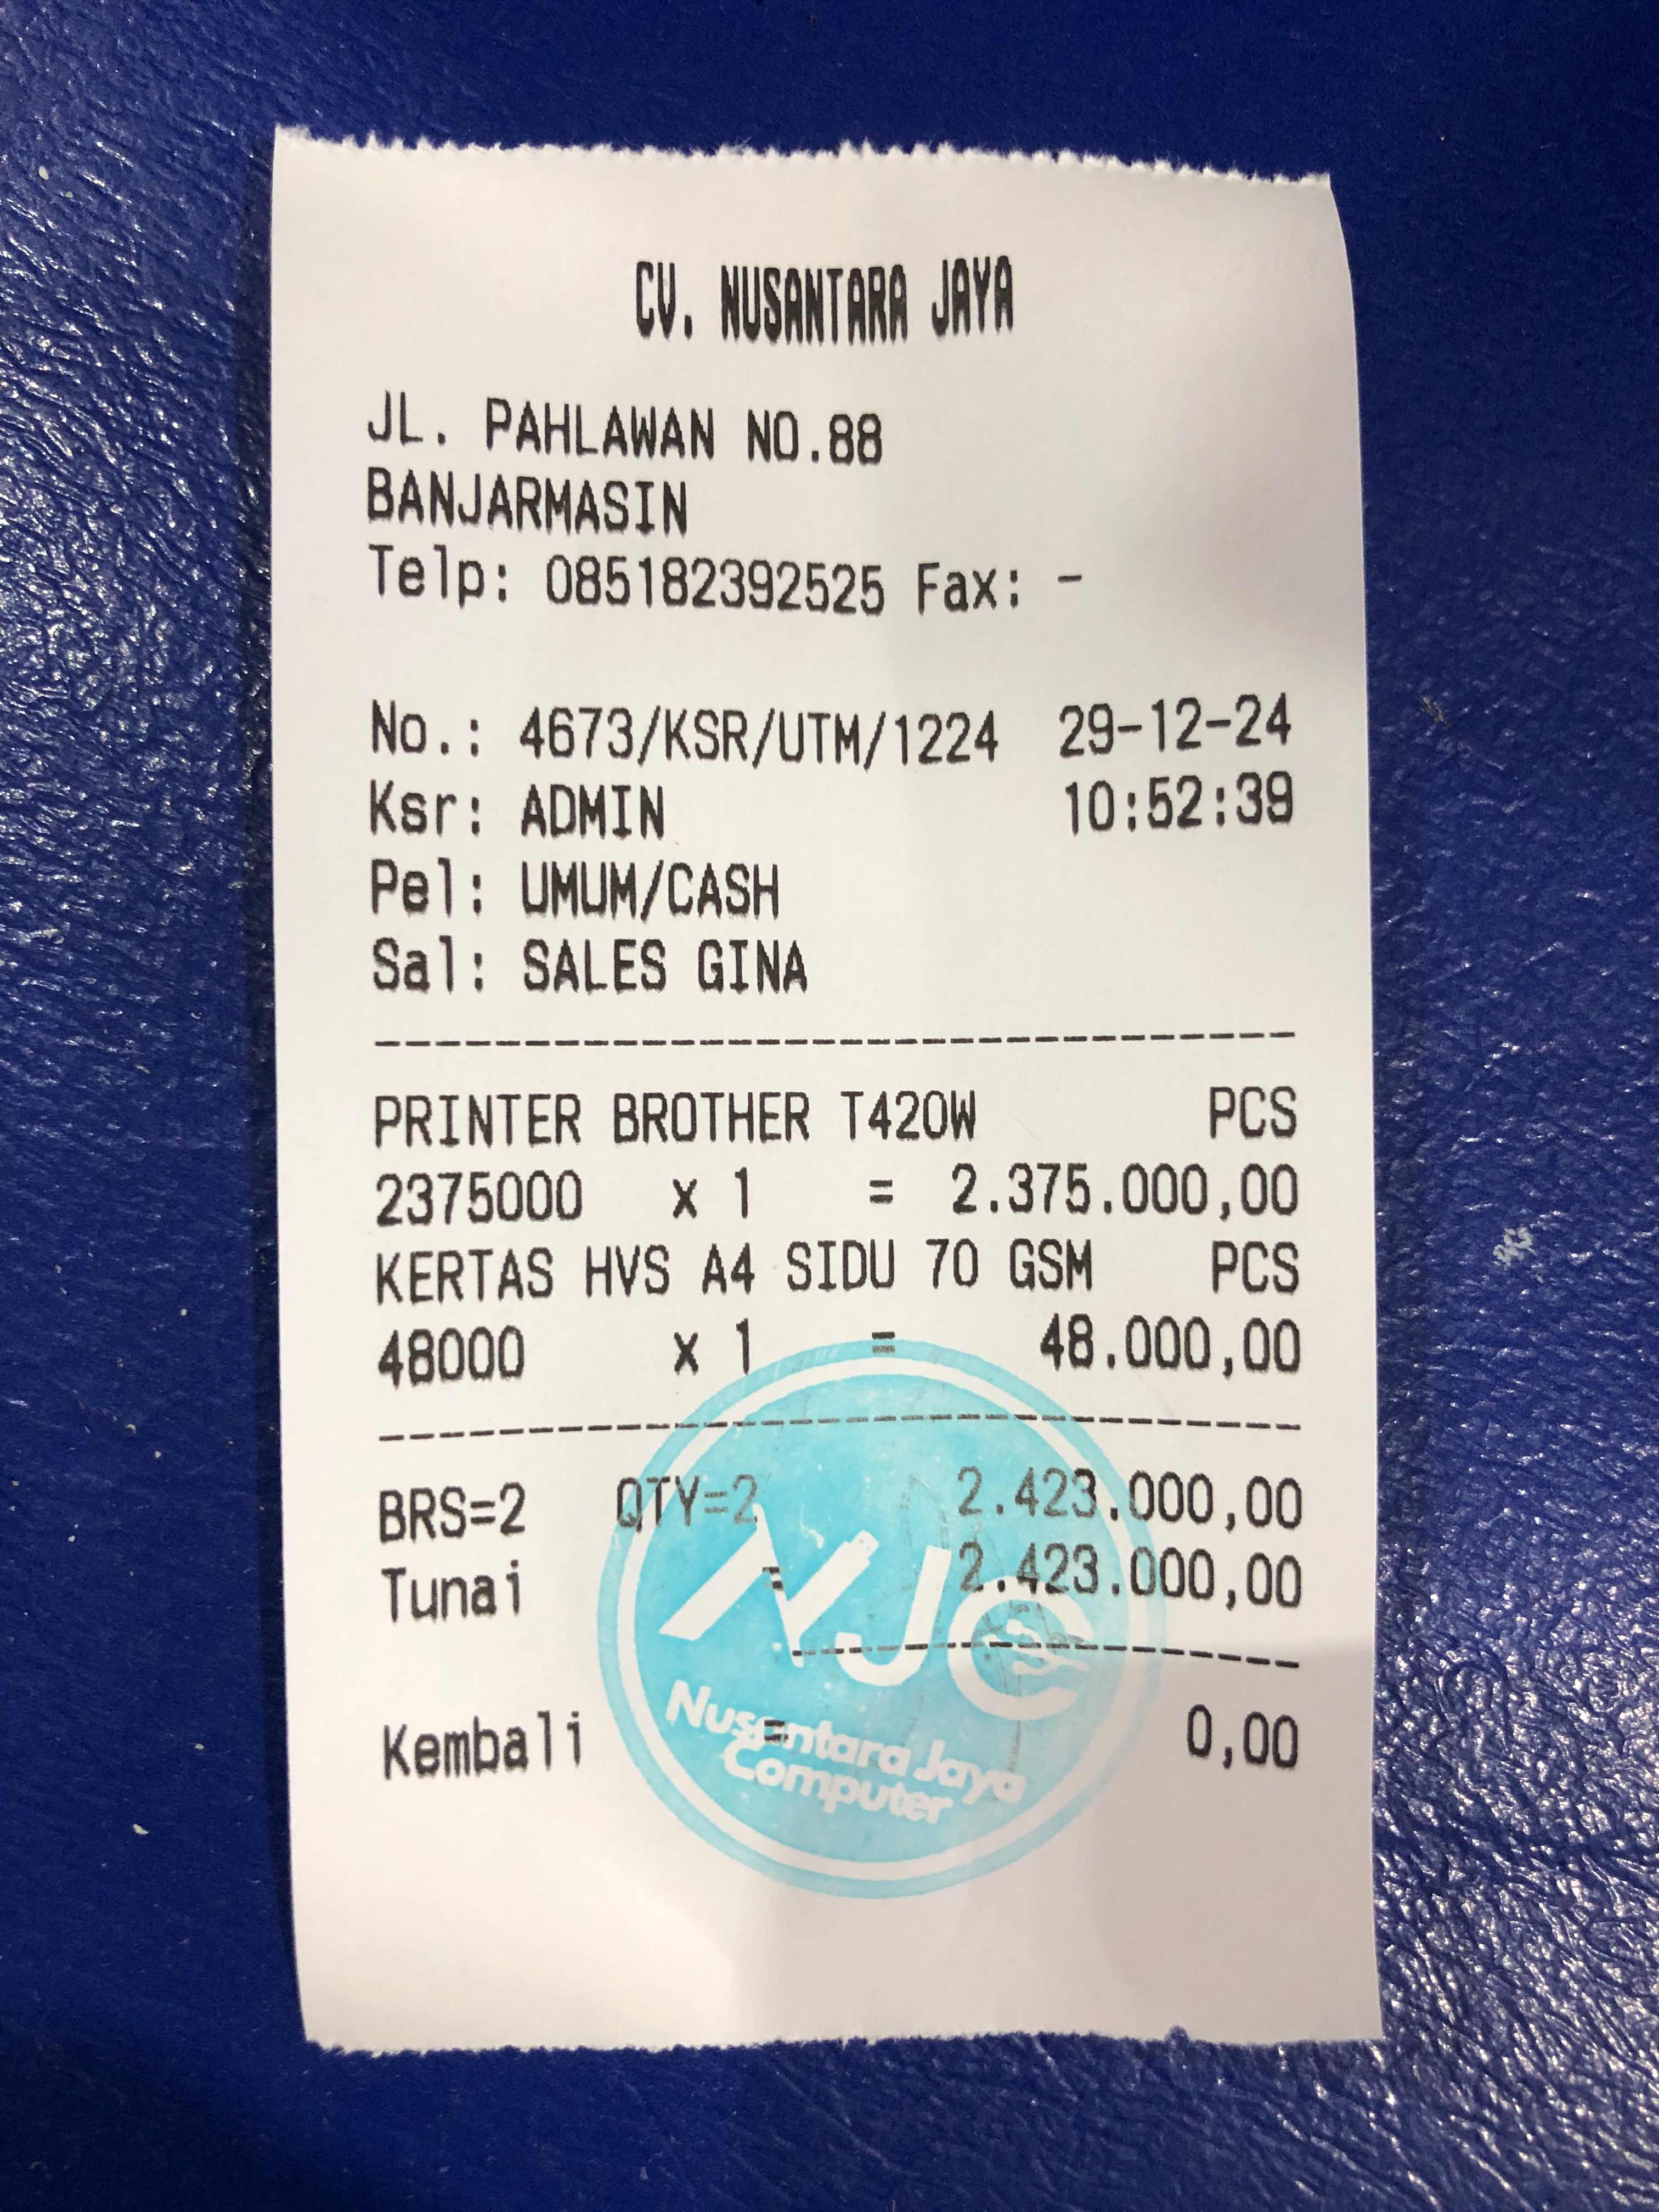 CV. NUSANTARA JAYA
JL. PAHLAWAN NO.88
BANJARMASIN
Telp: 085182392525 Fax: -
No.: 4673/KSR/UTM/1224 29-12-24
Ksr: ADMIN 10:52:39
Pel: UMUM/CASH
Sal: SALES GINA
PRINTER BROTHER T420W PCS
2375000 x 1 = 2.375.000,00
KERTAS HVS A4 SIDU 70 GSM PCS
48000 x 1 = 48.000,00
BRS=2 QTY=2 2.423.000,00
Tunai = 2.423.000,00
Kembali = 0,00
NJC
Nusantara Jaya
Computer